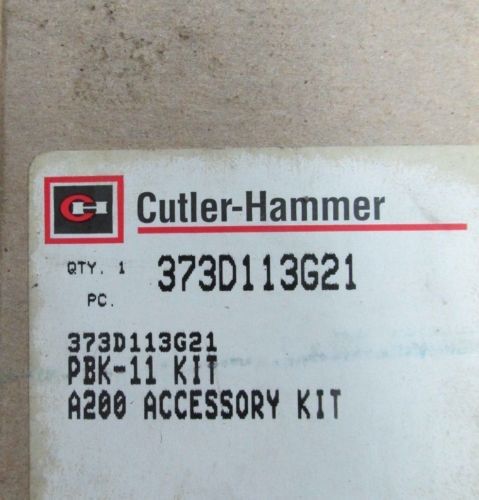 Cutler-Hammer
QTY. 1 373D113G21
PC.
373D113G21
PBK-11 KIT
A200 ACCESSORY KIT